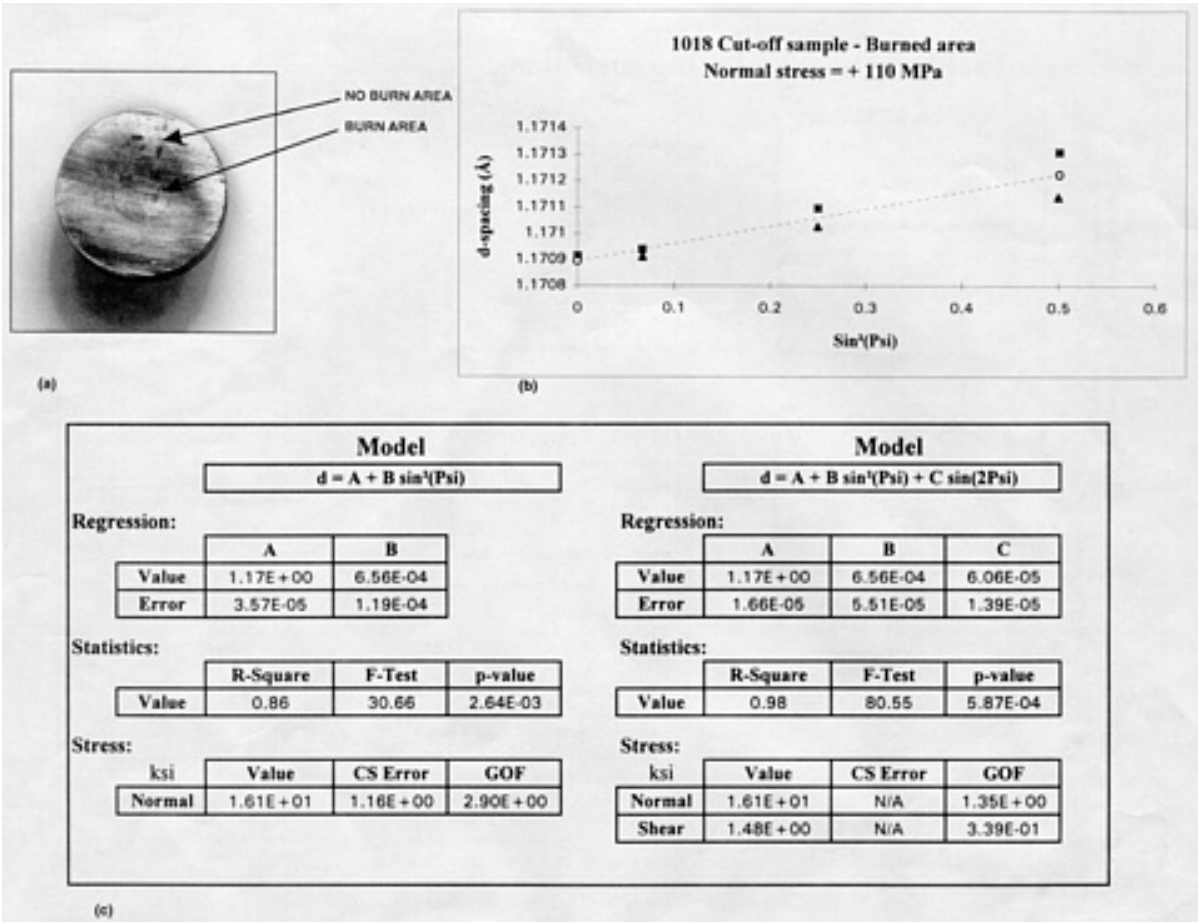 NO BURN AREA
BURN AREA
(a)
1018 Cut-off sample - Burned area
Normal stress = + 110 MPa
d-spacing (Å)
1.1714
1.1713
1.1712
1.1711
1.171
1.1709
1.1708
0 0.1 0.2 0.3 0.4 0.5 0.6
Sin²(Psi)
(b)
Model
d = A + B sin²(Psi)
Regression:
A B
Value 1.17E+00 6.56E-04
Error 3.57E-05 1.19E-04
Statistics:
R-Square F-Test p-value
Value 0.86 30.66 2.64E-03
Stress:
ksi Value CS Error GOF
Normal 1.61E+01 1.16E+00 2.90E+00
Model
d = A + B sin²(Psi) + C sin(2Psi)
Regression:
A B C
Value 1.17E+00 6.56E-04 6.06E-05
Error 1.66E-05 5.51E-05 1.39E-05
Statistics:
R-Square F-Test p-value
Value 0.98 80.55 5.87E-04
Stress:
ksi Value CS Error GOF
Normal 1.61E+01 N/A 1.35E+00
Shear 1.48E+00 N/A 3.39E-01
(c)